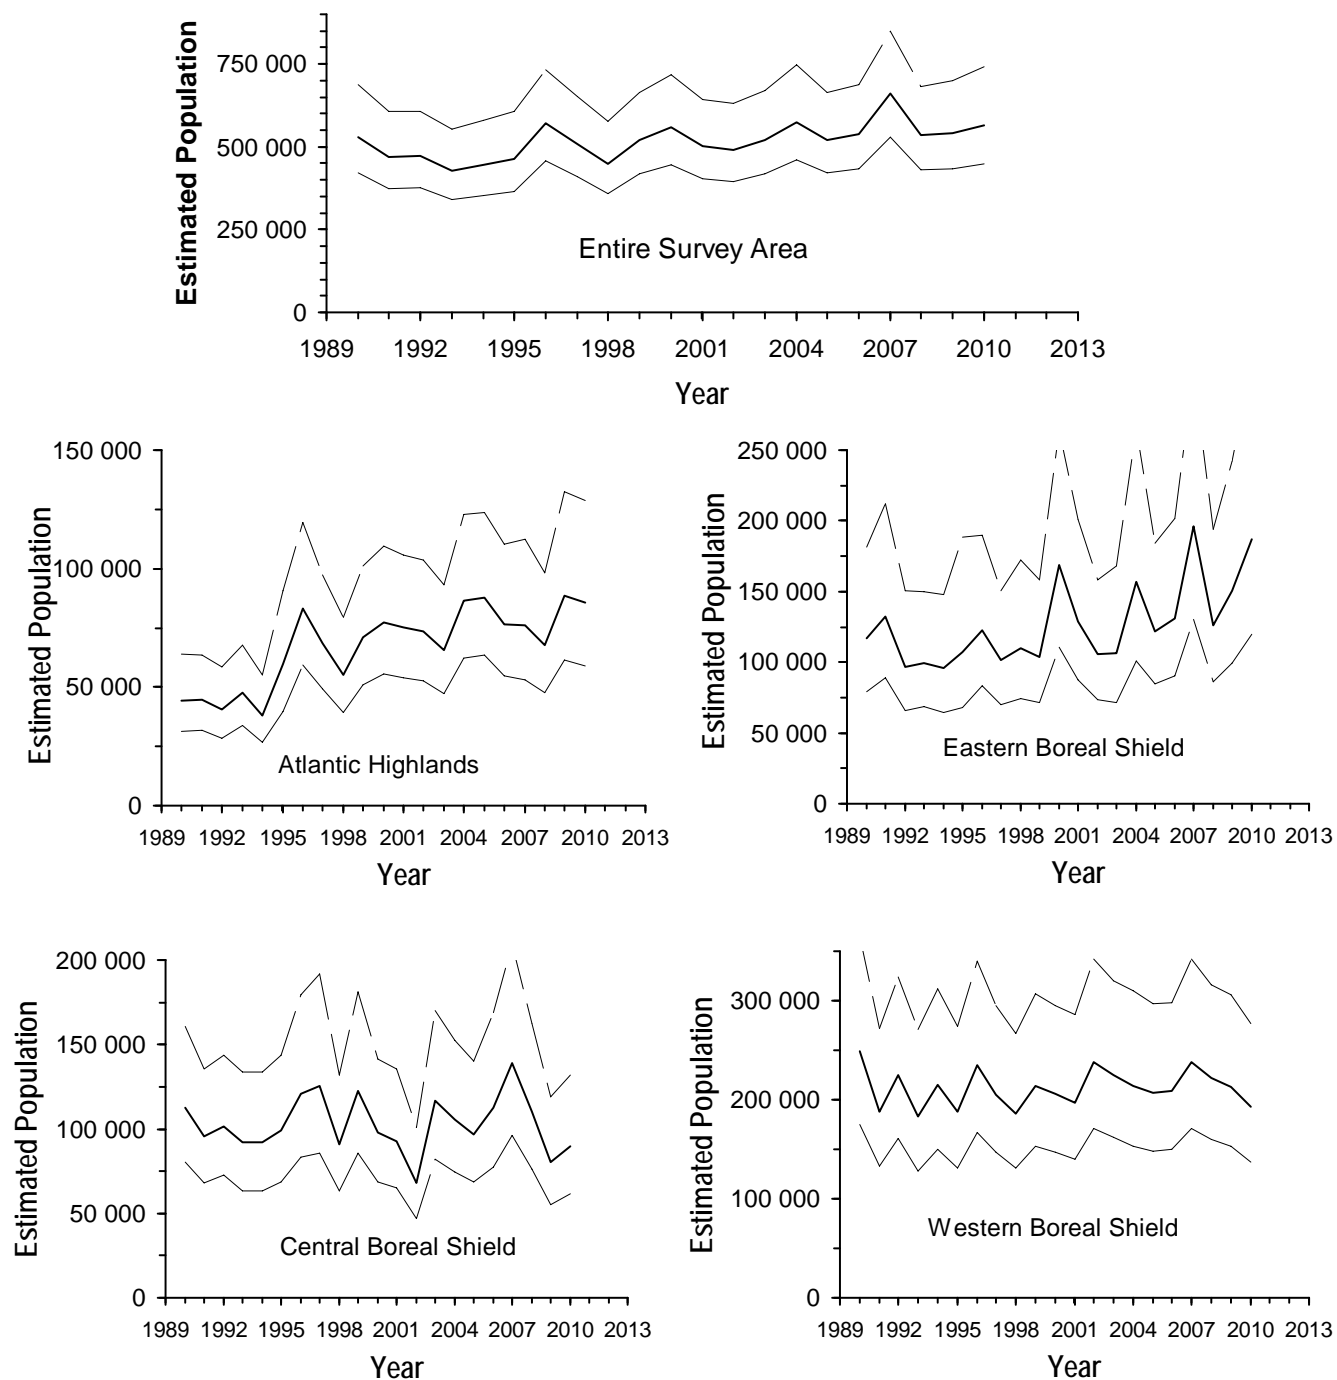 Estimated Population
750 000
500 000
250 000
0
Entire Survey Area
1989 1992 1995 1998 2001 2004 2007 2010 2013
Year
Estimated Population
150 000
100 000
50 000
0
Atlantic Highlands
1989 1992 1995 1998 2001 2004 2007 2010 2013
Year
Estimated Population
250 000
200 000
150 000
100 000
50 000
0
Eastern Boreal Shield
1989 1992 1995 1998 2001 2004 2007 2010 2013
Year
Estimated Population
200 000
150 000
100 000
50 000
0
Central Boreal Shield
1989 1992 1995 1998 2001 2004 2007 2010 2013
Year
Estimated Population
300 000
200 000
100 000
0
Western Boreal Shield
1989 1992 1995 1998 2001 2004 2007 2010 2013
Year